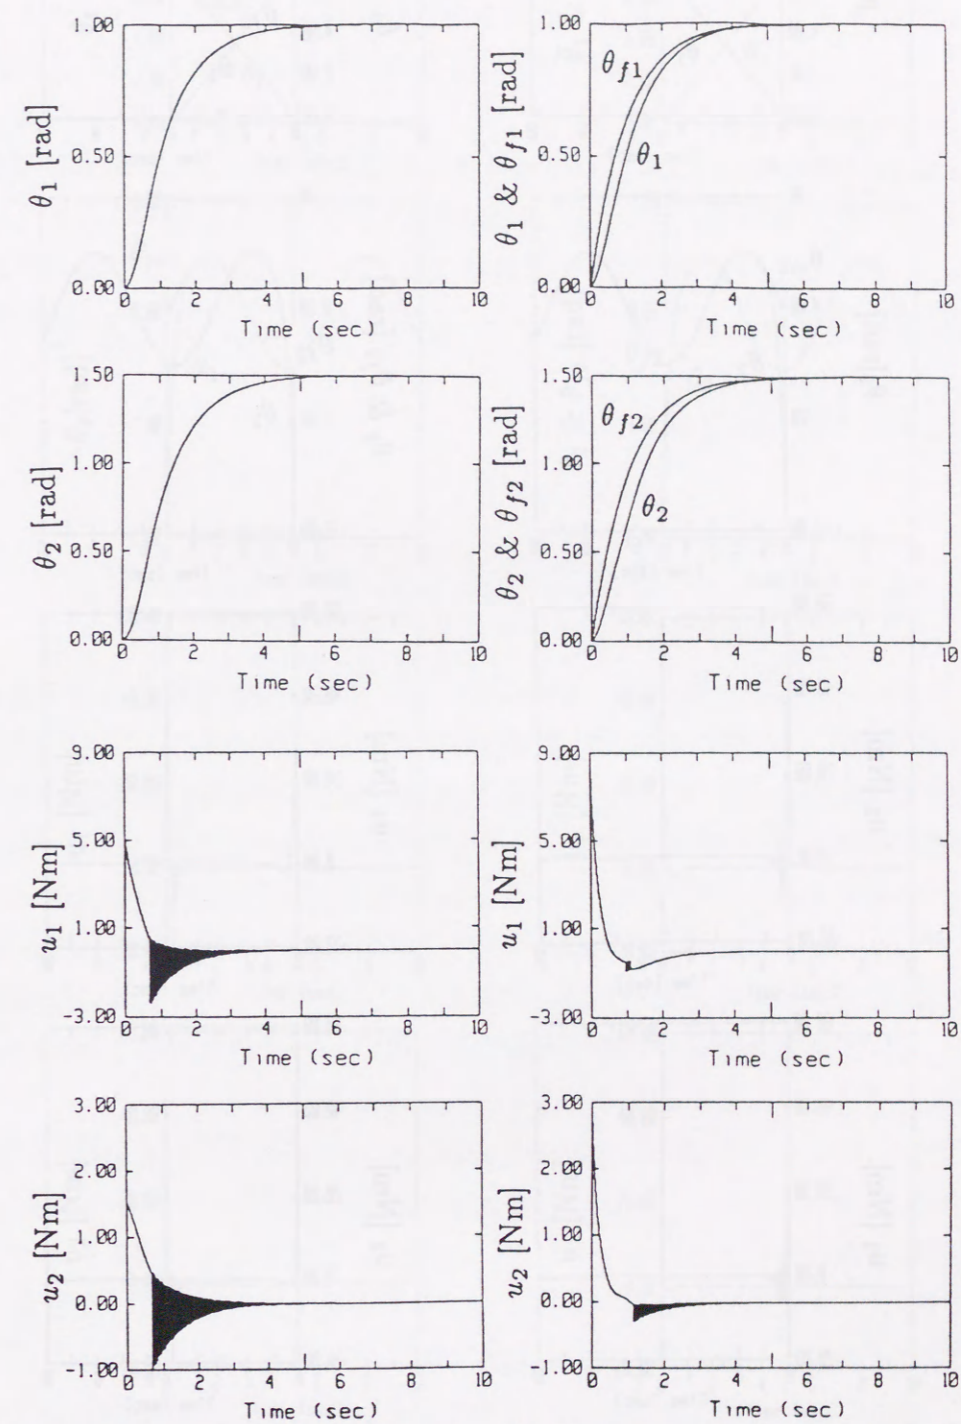 θ1 [rad]
1.00
0.50
0.00
0 2 4 6 8 10
Time (sec)
θ1 & θf1 [rad]
1.00
0.50
0.00
θf1
θ1
0 2 4 6 8 10
Time (sec)
θ2 [rad]
1.50
1.00
0.50
0.00
0 2 4 6 8 10
Time (sec)
θ2 & θf2 [rad]
1.50
1.00
0.50
0.00
θf2
θ2
0 2 4 6 8 10
Time (sec)
u1 [Nm]
9.00
5.00
1.00
-3.00
0 2 4 6 8 10
Time (sec)
u1 [Nm]
9.00
5.00
1.00
-3.00
0 2 4 6 8 10
Time (sec)
u2 [Nm]
3.00
2.00
1.00
0.00
-1.00
0 2 4 6 8 10
Time (sec)
u2 [Nm]
3.00
2.00
1.00
0.00
-1.00
0 2 4 6 8 10
Time (sec)